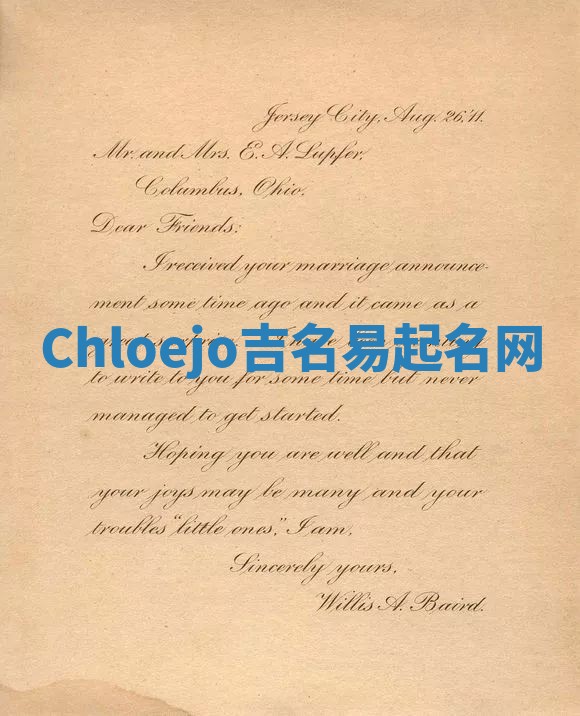 Jersey City, Aug. 26, '11.
Mr. and Mrs. E. A. Lupfer,
Columbus, Ohio.
Dear Friends:
I received your marriage announce-
ment some time ago and it came as a
Chloejo吉名易起名网
to write to you for some time but never
managed to get started.
Hoping you are well and that
your joys may be many and your
troubles "little ones," I am,
Sincerely yours,
Willis A. Baird.